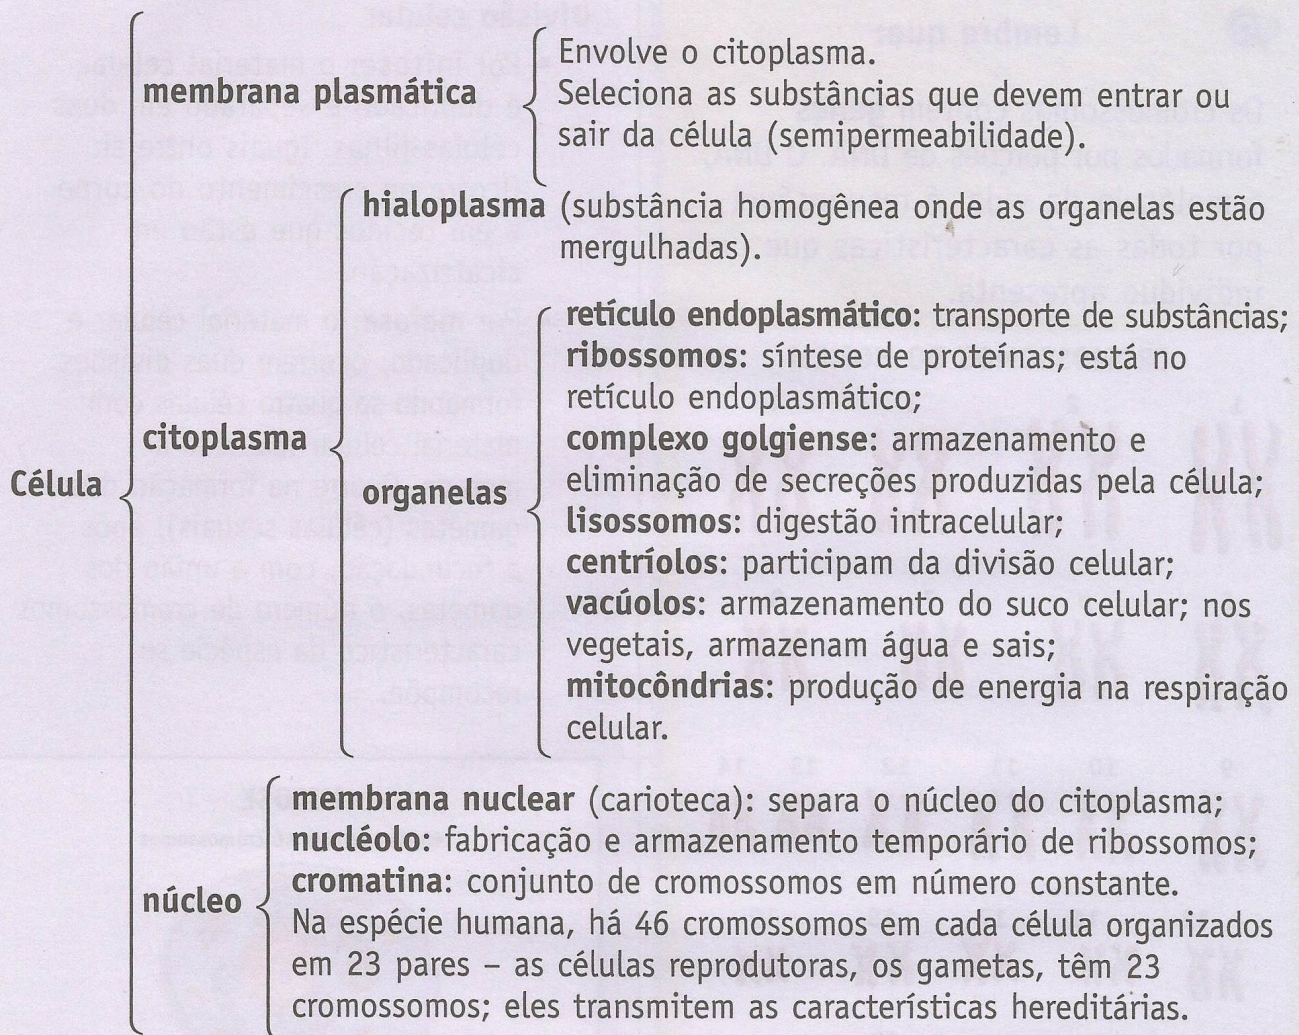 Célula
membrana plasmática
Envolve o citoplasma.
Seleciona as substâncias que devem entrar ou
sair da célula (semipermeabilidade).
citoplasma
hialoplasma (substância homogênea onde as organelas estão
mergulhadas).
organelas
retículo endoplasmático: transporte de substâncias;
ribossomos: síntese de proteínas; está no
retículo endoplasmático;
complexo golgiense: armazenamento e
eliminação de secreções produzidas pela célula;
lisossomos: digestão intracelular;
centríolos: participam da divisão celular;
vacúolos: armazenamento do suco celular; nos
vegetais, armazenam água e sais;
mitocôndrias: produção de energia na respiração
celular.
núcleo
membrana nuclear (carioteca): separa o núcleo do citoplasma;
nucléolo: fabricação e armazenamento temporário de ribossomos;
cromatina: conjunto de cromossomos em número constante.
Na espécie humana, há 46 cromossomos em cada célula organizados
em 23 pares – as células reprodutoras, os gametas, têm 23
cromossomos; eles transmitem as características hereditárias.